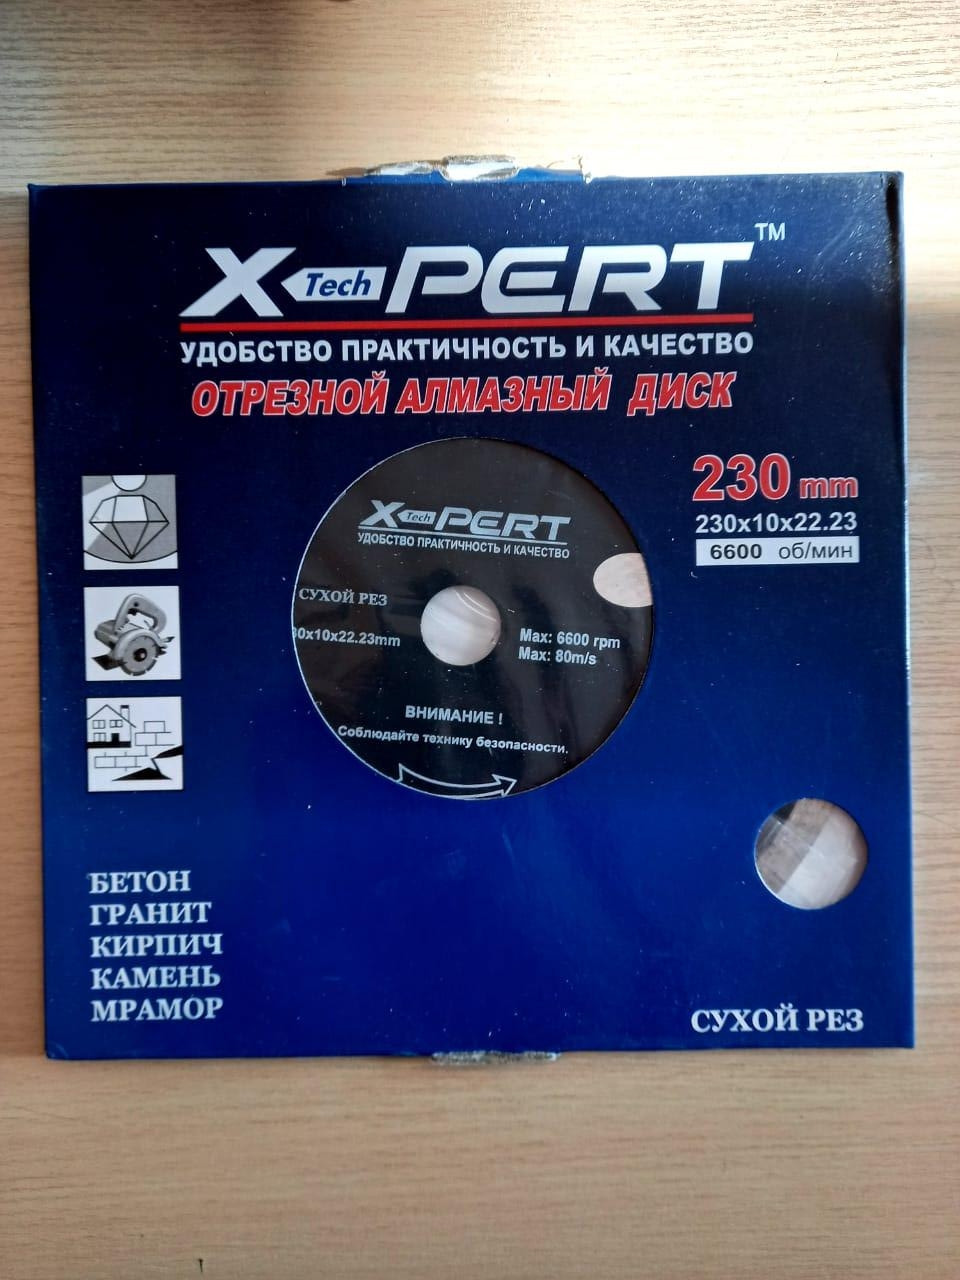 X Tech PERT TM
УДОБСТВО ПРАКТИЧНОСТЬ И КАЧЕСТВО
ОТРЕЗНОЙ АЛМАЗНЫЙ ДИСК
230 mm
230x10x22.23
6600 об/мин
X Tech PERT
УДОБСТВО ПРАКТИЧНОСТЬ И КАЧЕСТВО
СУХОЙ РЕЗ
30x10x22.23mm
Max: 6600 rpm
Max: 80m/s
ВНИМАНИЕ !
Соблюдайте технику безопасности.
БЕТОН
ГРАНИТ
КИРПИЧ
КАМЕНЬ
МРАМОР
СУХОЙ РЕЗ